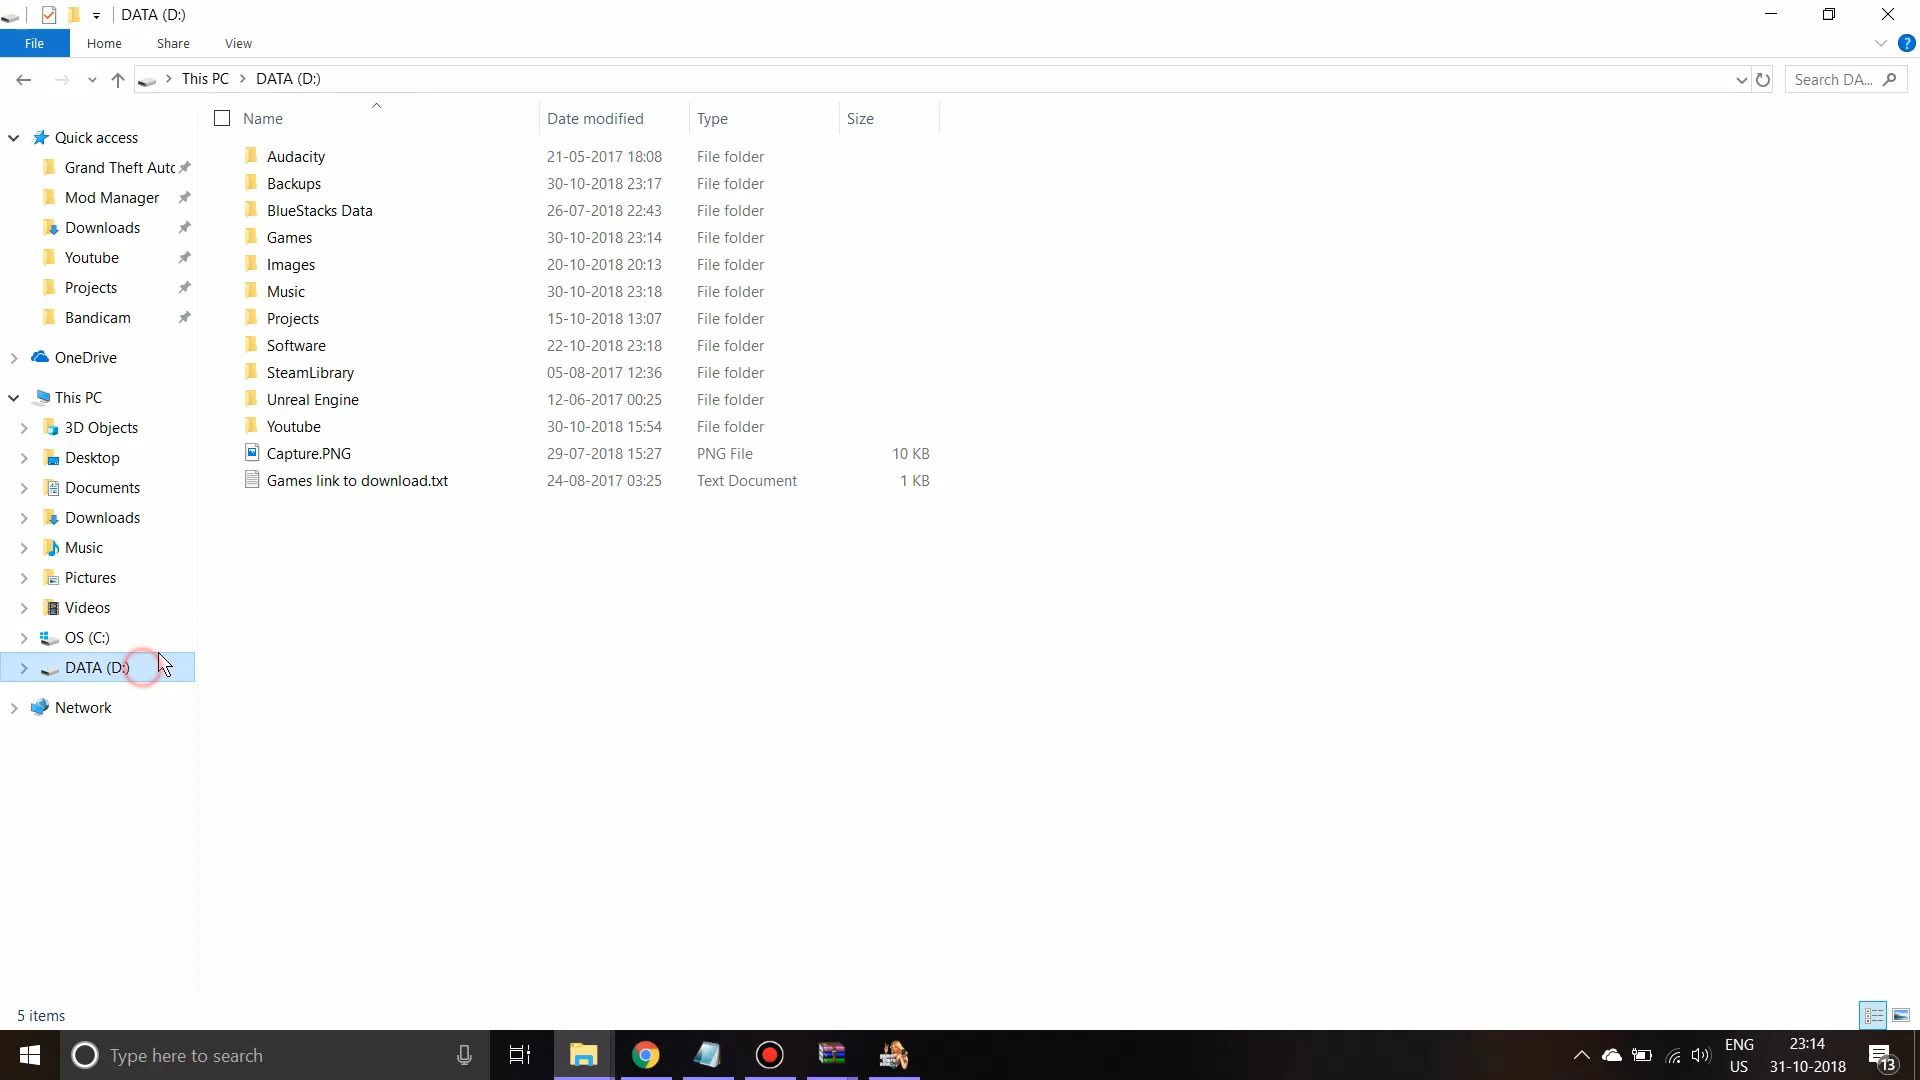 DATA (D:)
File Home Share View
This PC DATA (D:) Search DA...
Name Date modified Type Size
Quick access
Grand Theft Autc
Mod Manager
Downloads
Youtube
Projects
Bandicam
OneDrive
This PC
3D Objects
Desktop
Documents
Downloads
Music
Pictures
Videos
OS (C:)
DATA (D:)
Network
Audacity 21-05-2017 18:08 File folder
Backups 30-10-2018 23:17 File folder
BlueStacks Data 26-07-2018 22:43 File folder
Games 30-10-2018 23:14 File folder
Images 20-10-2018 20:13 File folder
Music 30-10-2018 23:18 File folder
Projects 15-10-2018 13:07 File folder
Software 22-10-2018 23:18 File folder
SteamLibrary 05-08-2017 12:36 File folder
Unreal Engine 12-06-2017 00:25 File folder
Youtube 30-10-2018 15:54 File folder
Capture.PNG 29-07-2018 15:27 PNG File 10 KB
Games link to download.txt 24-08-2017 03:25 Text Document 1 KB
5 items
Type here to search
ENG
US
23:14
31-10-2018
13